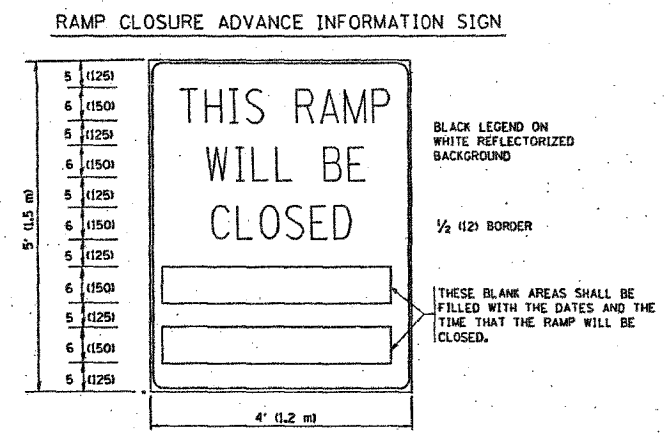 RAMP CLOSURE ADVANCE INFORMATION SIGN
5 (125)
6 (150)
5 (125)
6 (150)
5 (125)
6 (150)
5 (125)
6 (150)
5 (125)
6 (150)
5 (125)
5' (1.5 m)
THIS RAMP
WILL BE
CLOSED
BLACK LEGEND ON
WHITE REFLECTORIZED
BACKGROUND
1/2 (12) BORDER
THESE BLANK AREAS SHALL BE
FILLED WITH THE DATES AND THE
TIME THAT THE RAMP WILL BE
CLOSED.
4' (1.2 m)